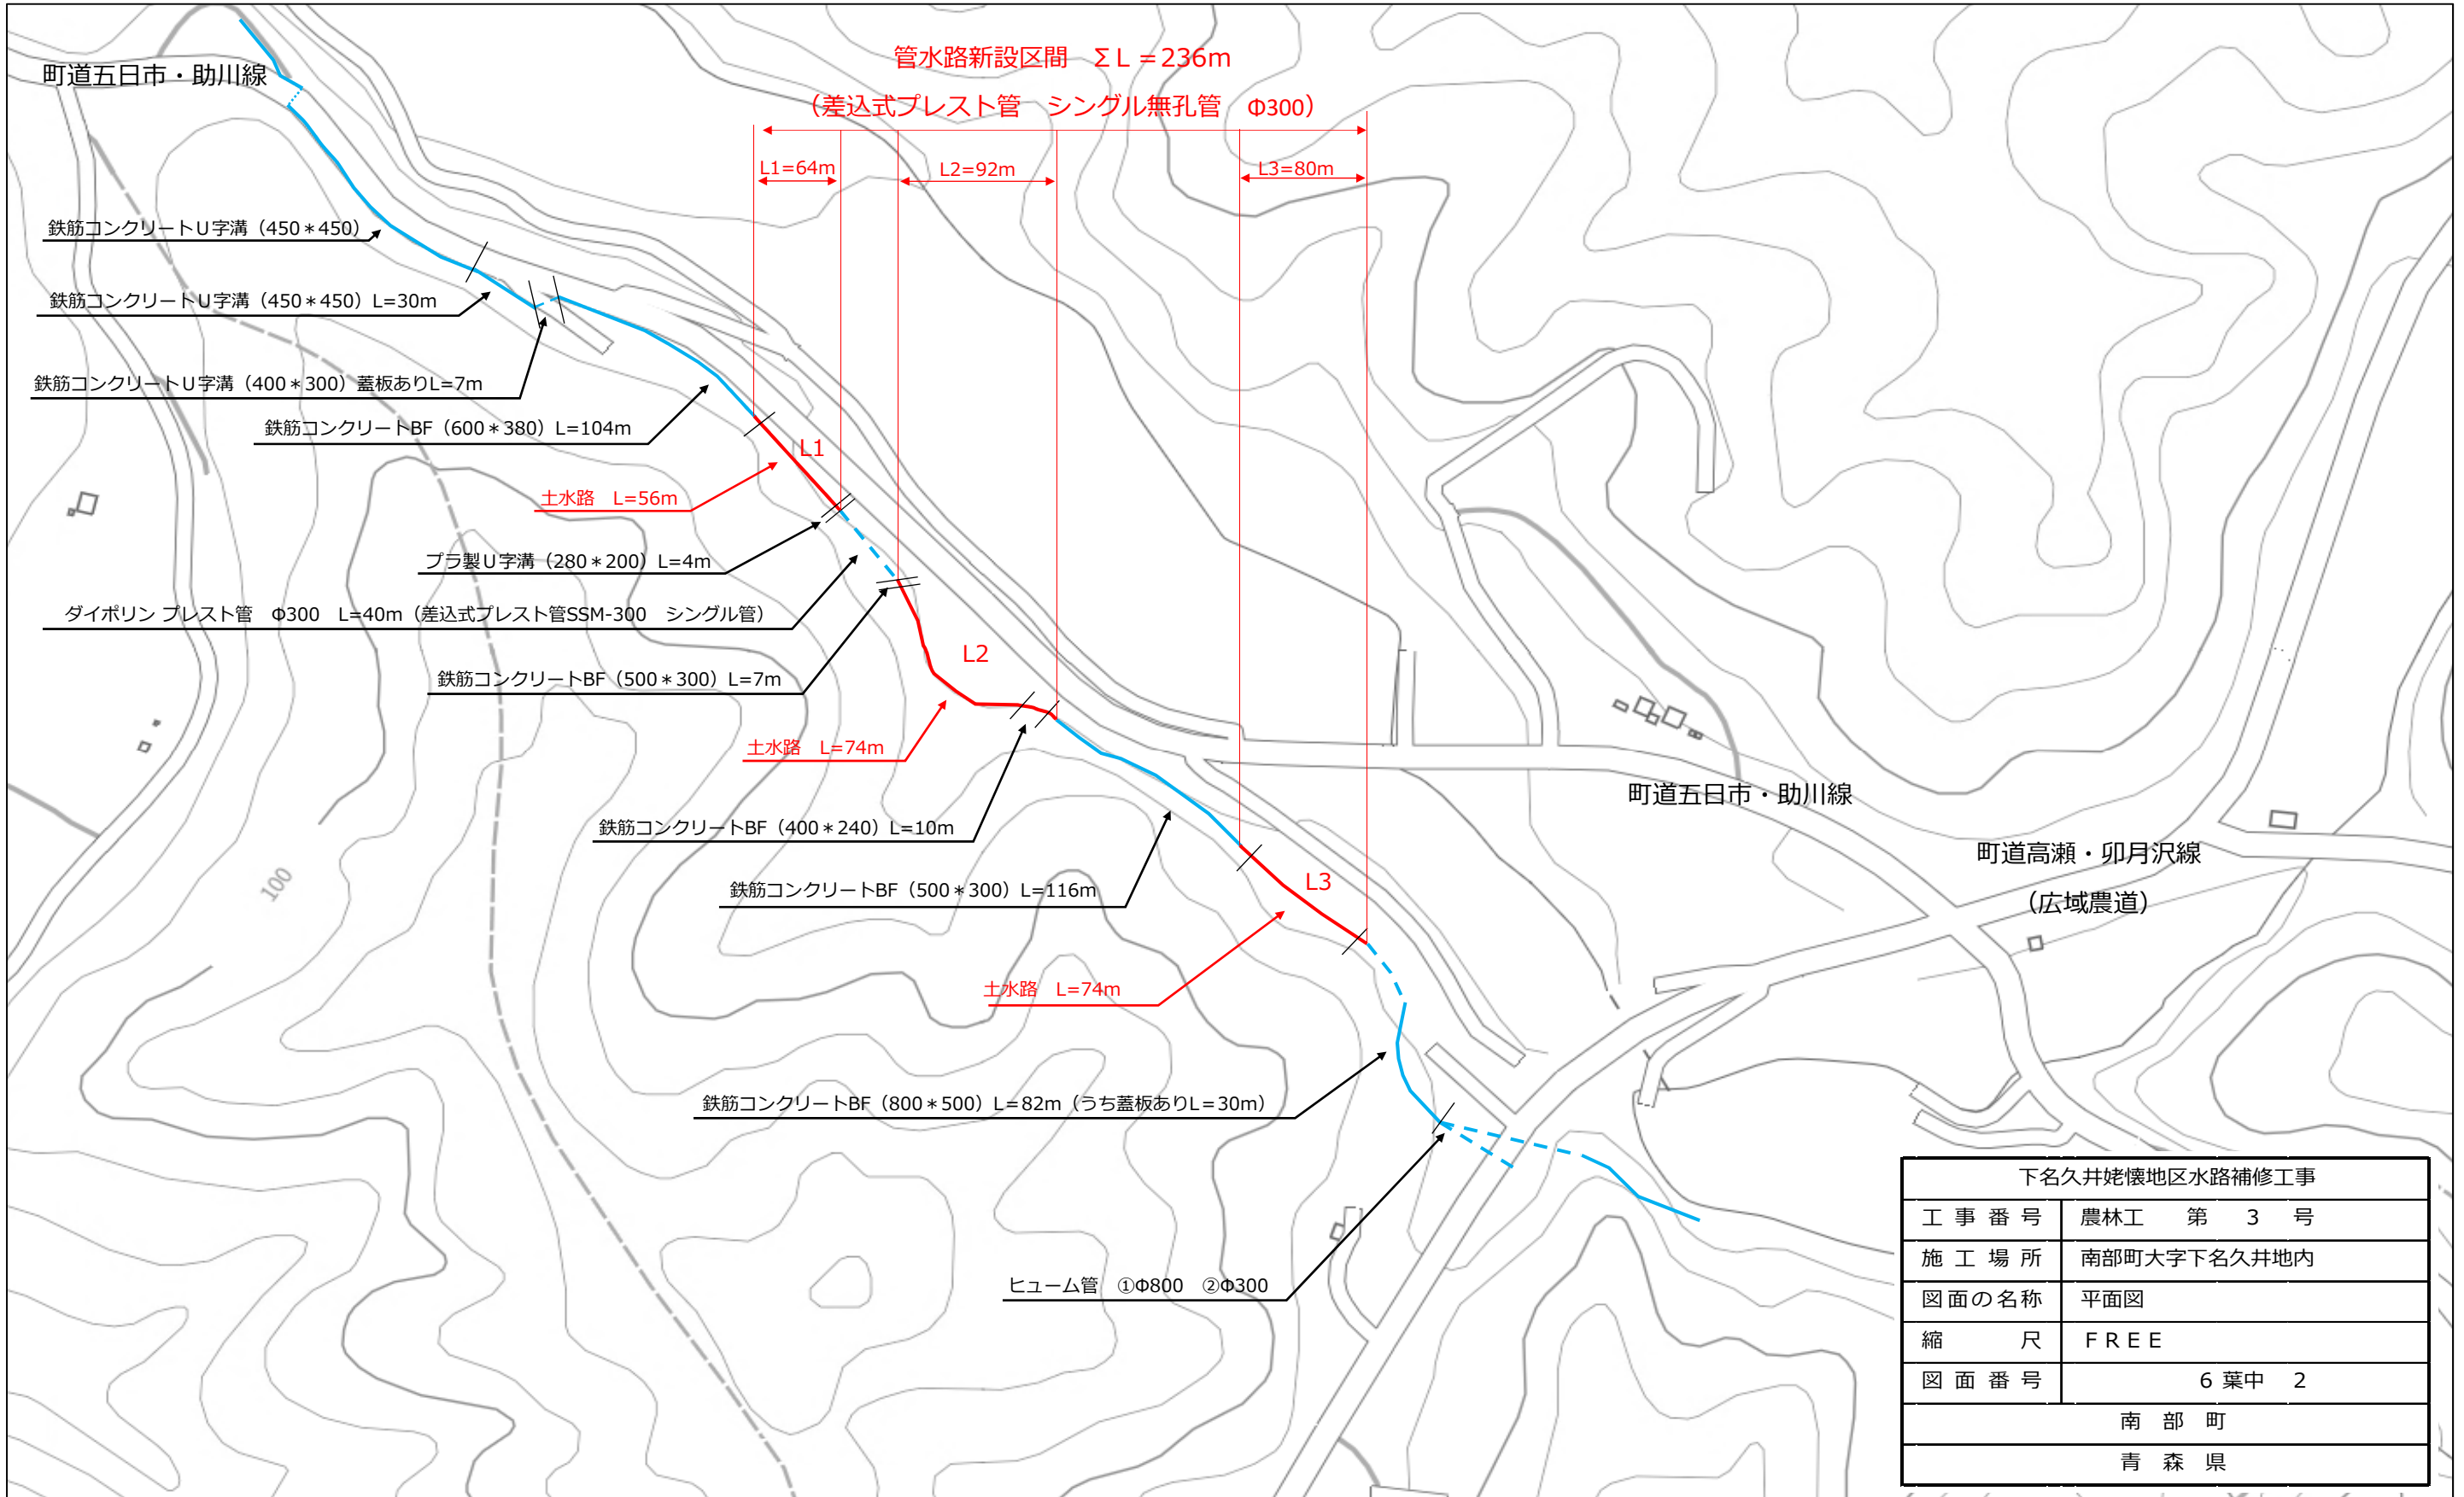 管水路新設区間　ΣL＝236m
町道五日市・助川線
（差込式プレスト管　シングル無孔管　Φ300）
L1=64m
L2=92m
L3=80m
鉄筋コンクリートU字溝（450＊450）
鉄筋コンクリートU字溝（450＊450）L=30m
鉄筋コンクリートU字溝（400＊300）蓋板ありL=7m
鉄筋コンクリートBF（600＊380）L=104m
L1
土水路　L=56m
プラ製U字溝（280＊200）L=4m
ダイポリン プレスト管　Φ300　L=40m（差込式プレスト管SSM-300　シングル管）
L2
鉄筋コンクリートBF（500＊300）L=7m
土水路　L=74m
町道五日市・助川線
鉄筋コンクリートBF（400＊240）L=10m
町道高瀬・卯月沢線
（広域農道）
L3
鉄筋コンクリートBF（500＊300）L=116m
100
土水路　L=74m
鉄筋コンクリートBF（800＊500）L=82m（うち蓋板ありL＝30m）
ヒューム管　①Φ800　②Φ300
下名久井姥懐地区水路補修工事
工事番号　農林工　第　3　号
施工場所　南部町大字下名久井地内
図面の名称　平面図
縮尺　ＦＲＥＥ
図面番号　6 葉中　2
南部町
青森県